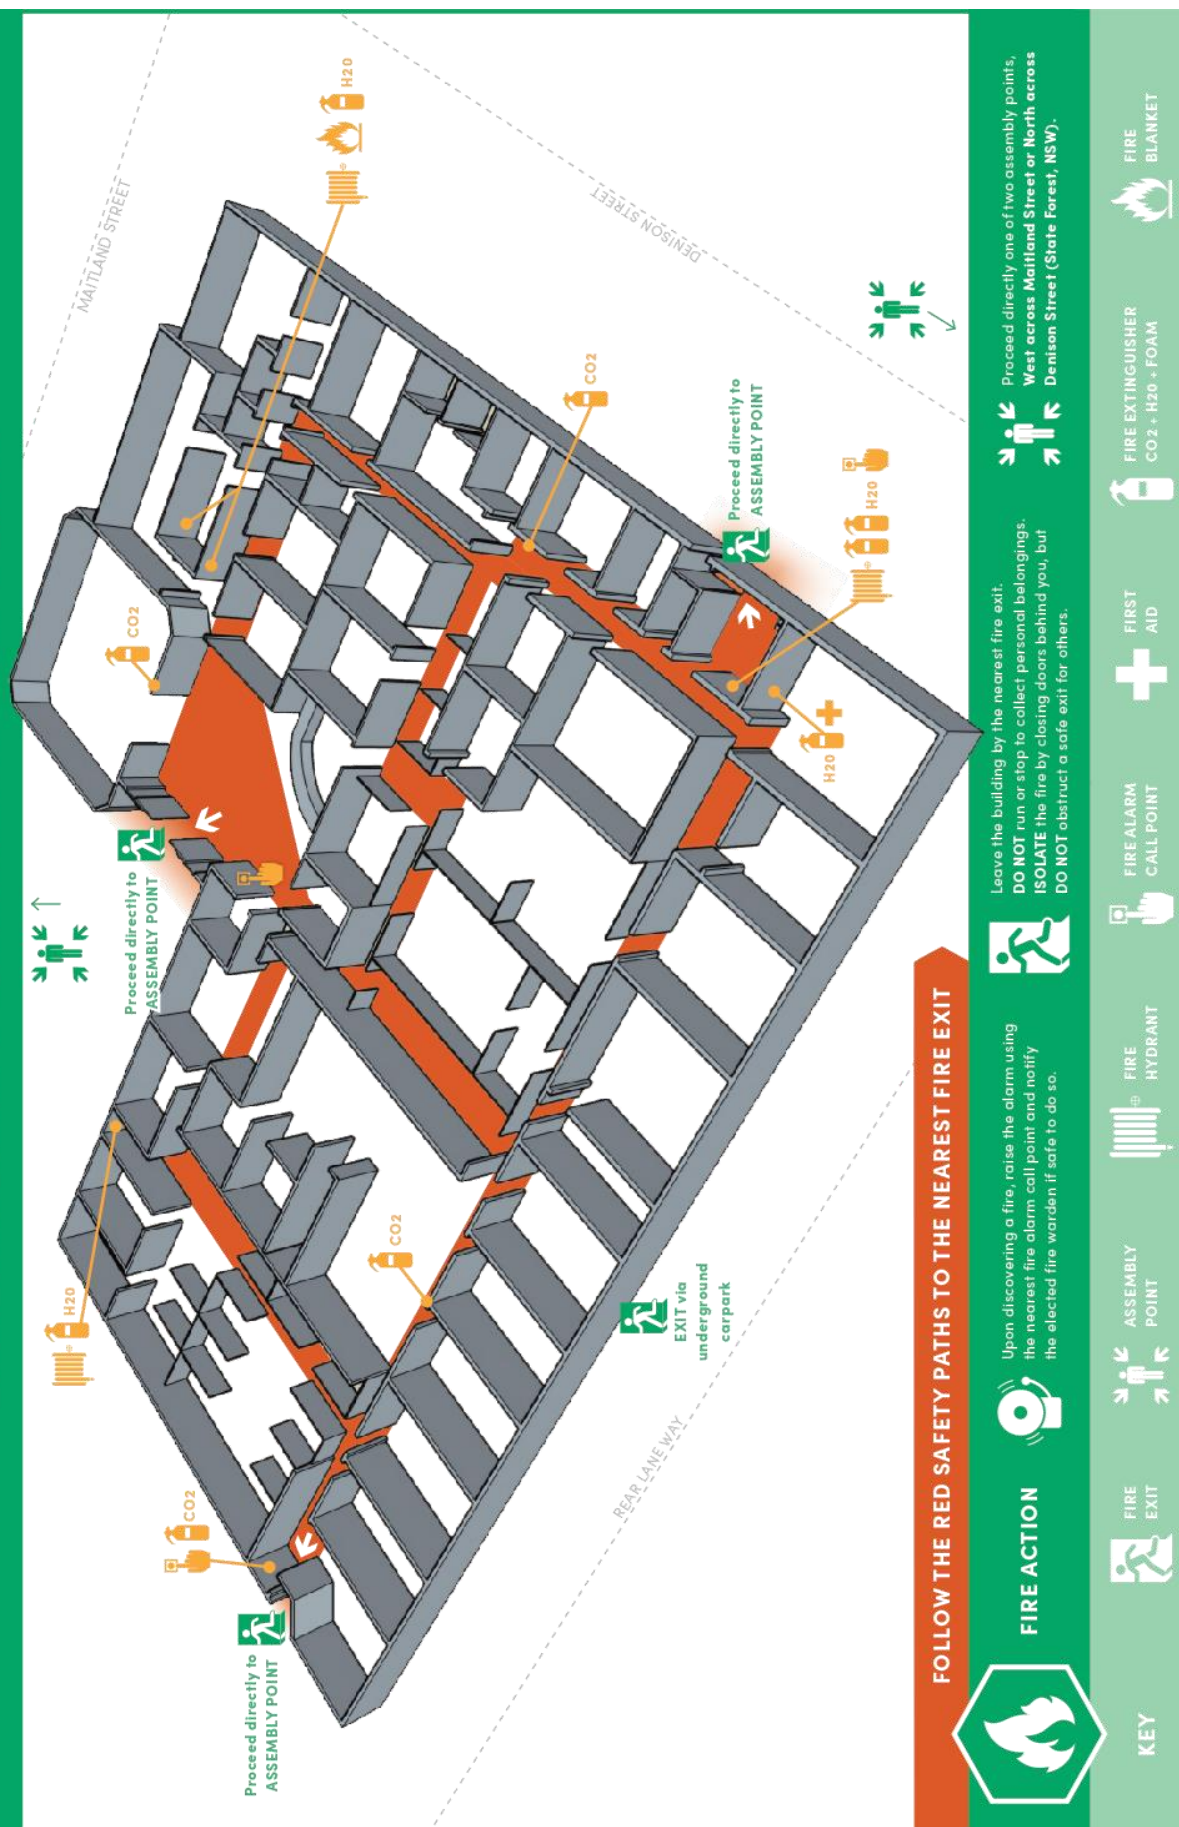 MAITLAND STREET
DENISON STREET
REAR LANE WAY
H20
CO2
H20
CO2
CO2
Proceed directly to
ASSEMBLY POINT
Proceed directly to
ASSEMBLY POINT
Proceed directly to
ASSEMBLY POINT
CO2
H20
H20
CO2
EXIT via
underground
carpark
FOLLOW THE RED SAFETY PATHS TO THE NEAREST FIRE EXIT
FIRE ACTION
Upon discovering a fire, raise the alarm using
the nearest fire alarm call point and notify
the elected fire warden if safe to do so.
Leave the building by the nearest fire exit.
DO NOT run or stop to collect personal belongings.
ISOLATE the fire by closing doors behind you, but
DO NOT obstruct a safe exit for others.
Proceed directly one of two assembly points,
West across Maitland Street or North across
Denison Street (State Forest, NSW).
KEY
FIRE
EXIT
ASSEMBLY
POINT
FIRE
HYDRANT
FIRE ALARM
CALL POINT
FIRST
AID
FIRE EXTINGUISHER
CO2 + H20 + FOAM
FIRE
BLANKET